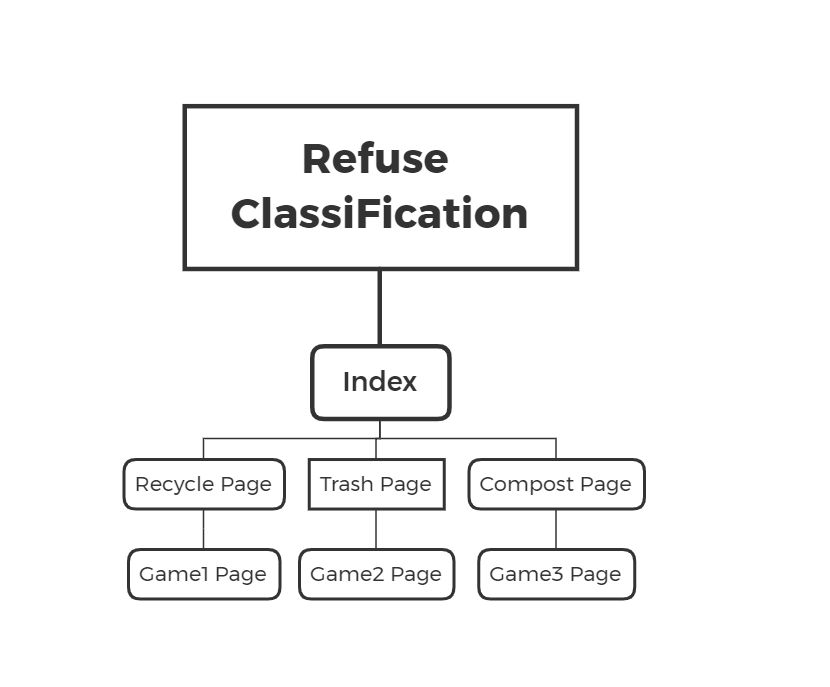 Refuse
ClassiFication
Index
Recycle Page
Trash Page
Compost Page
Game1 Page
Game2 Page
Game3 Page